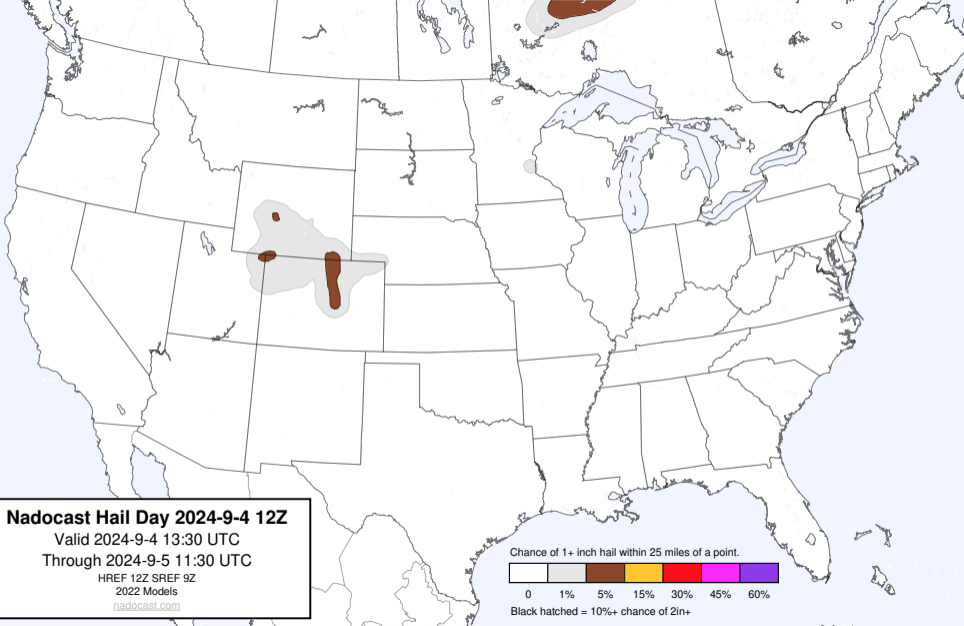 Nadocast Hail Day 2024-9-4 12Z
Valid 2024-9-4 13:30 UTC
Through 2024-9-5 11:30 UTC
HREF 12Z SREF 9Z
2022 Models
nadocast.com
Chance of 1+ inch hail within 25 miles of a point.
0 1% 5% 15% 30% 45% 60%
Black hatched = 10%+ chance of 2in+